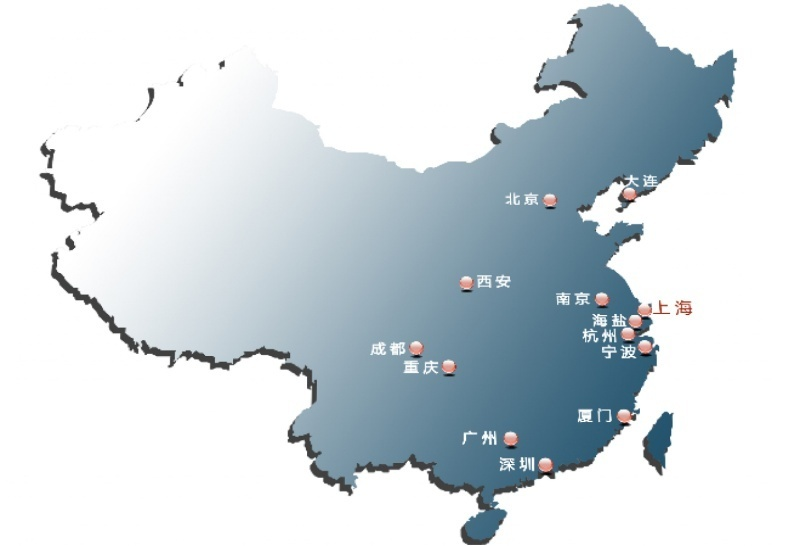 大连
北京
西安
南京
上海
海盐
杭州
宁波
成都
重庆
厦门
广州
深圳